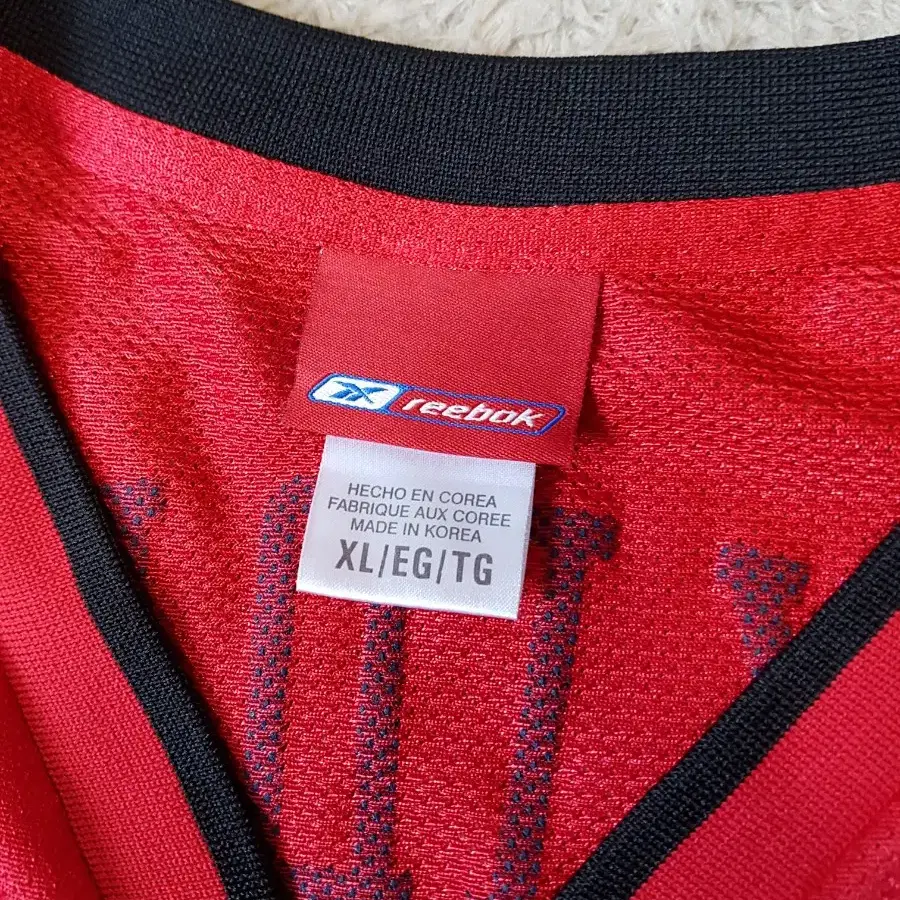 reebok
HECHO EN COREA
FABRIQUE AUX COREE
MADE IN KOREA
XL/EG/TG